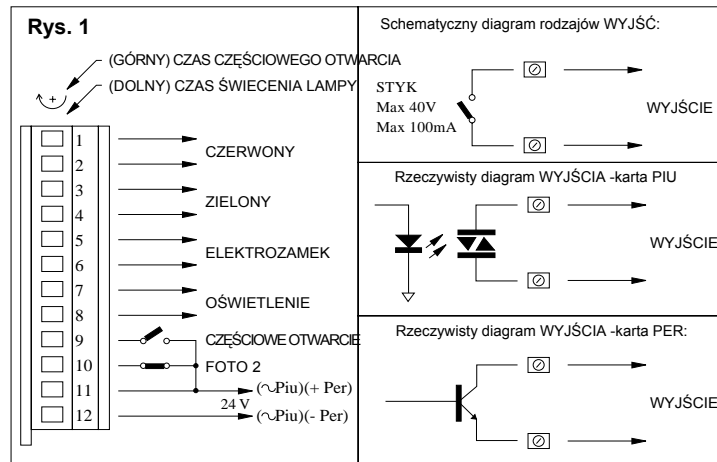 Rys. 1
(GÓRNY) CZAS CZĘŚCIOWEGO OTWARCIA
(DOLNY) CZAS ŚWIECENIA LAMPY
1
2
CZERWONY
3
4
ZIELONY
5
6
ELEKTROZAMEK
7
8
OŚWIETLENIE
9
CZĘŚCIOWE OTWARCIE
10
FOTO 2
11
(∿Piu)(+ Per)
24 V
12
(∿Piu)(- Per)
Schematyczny diagram rodzajów WYJŚĆ:
STYK
Max 40V
Max 100mA
WYJŚCIE
Rzeczywisty diagram WYJŚCIA -karta PIU
WYJŚCIE
Rzeczywisty diagram WYJŚCIA -karta PER:
WYJŚCIE